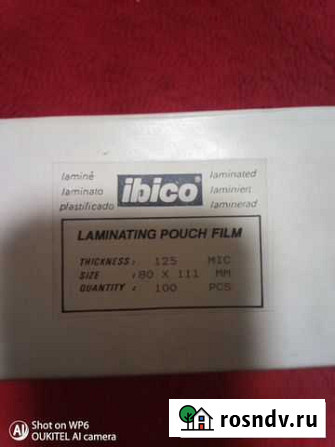 laminé
laminato
plastificado
ibico®
laminated
laminiert
laminerad
LAMINATING POUCH FILM
THICKNESS: 125 MIC
SIZE :80 X 111 MM
QUANTITY : 100 PCS
Shot on WP6
OUKITEL AI camera
rosndv.ru